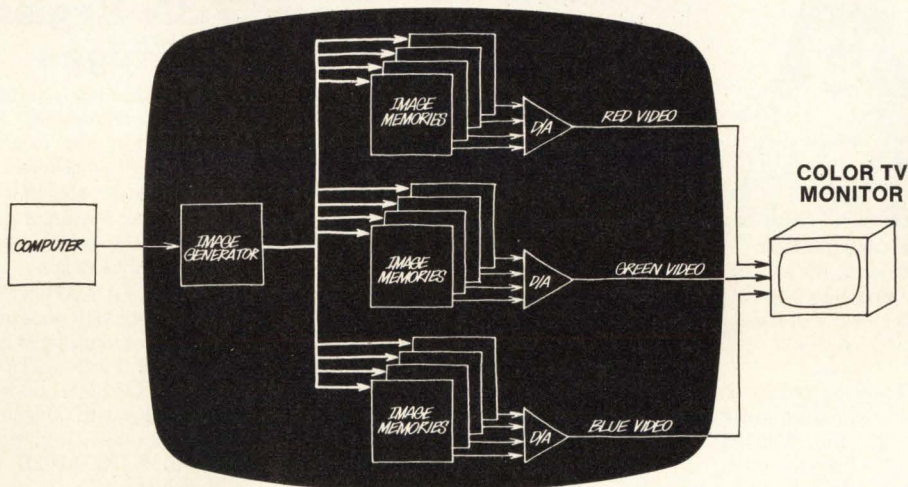 IMAGE
MEMORIES
D/A
RED VIDEO
COLOR TV
MONITOR
COMPUTER
IMAGE
GENERATOR
IMAGE
MEMORIES
D/A
GREEN VIDEO
IMAGE
MEMORIES
D/A
BLUE VIDEO